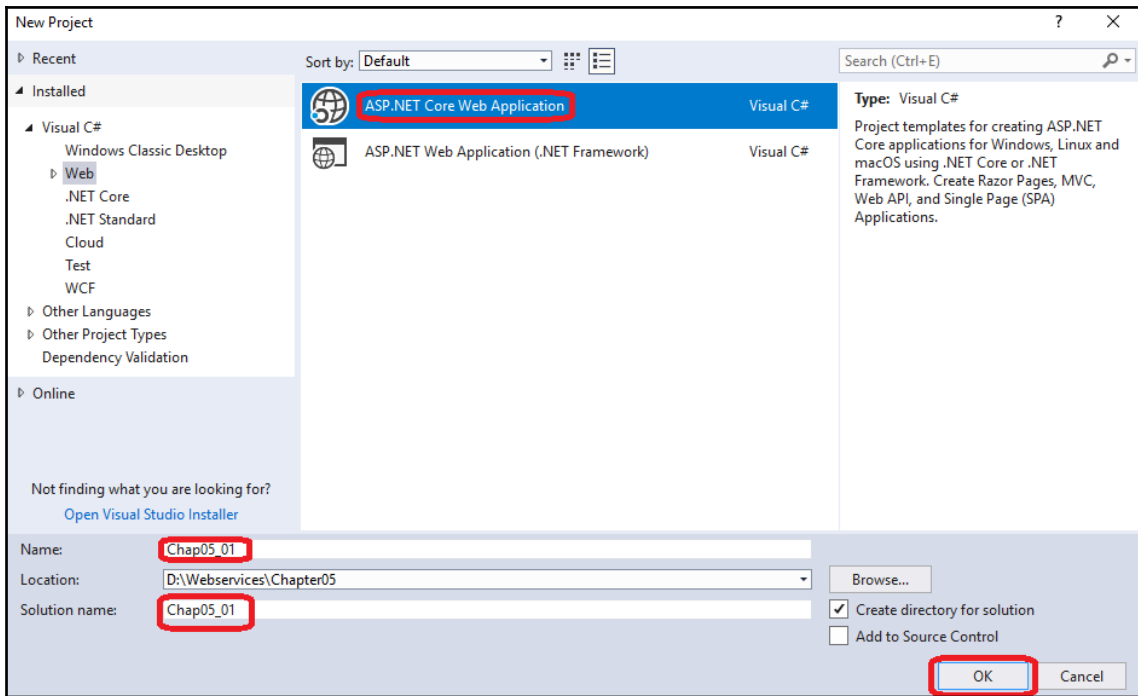 New Project
?
Recent
Sort by: Default
Search (Ctrl+E)
Installed
Visual C#
Windows Classic Desktop
Web
.NET Core
.NET Standard
Cloud
Test
WCF
Other Languages
Other Project Types
Dependency Validation
Online
Not finding what you are looking for?
Open Visual Studio Installer
ASP.NET Core Web Application Visual C#
ASP.NET Web Application (.NET Framework) Visual C#
Type: Visual C#
Project templates for creating ASP.NET
Core applications for Windows, Linux and
macOS using .NET Core or .NET
Framework. Create Razor Pages, MVC,
Web API, and Single Page (SPA)
Applications.
Name: Chap05_01
Location: D:\Webservices\Chapter05 Browse...
Solution name: Chap05_01 Create directory for solution
Add to Source Control
OK Cancel